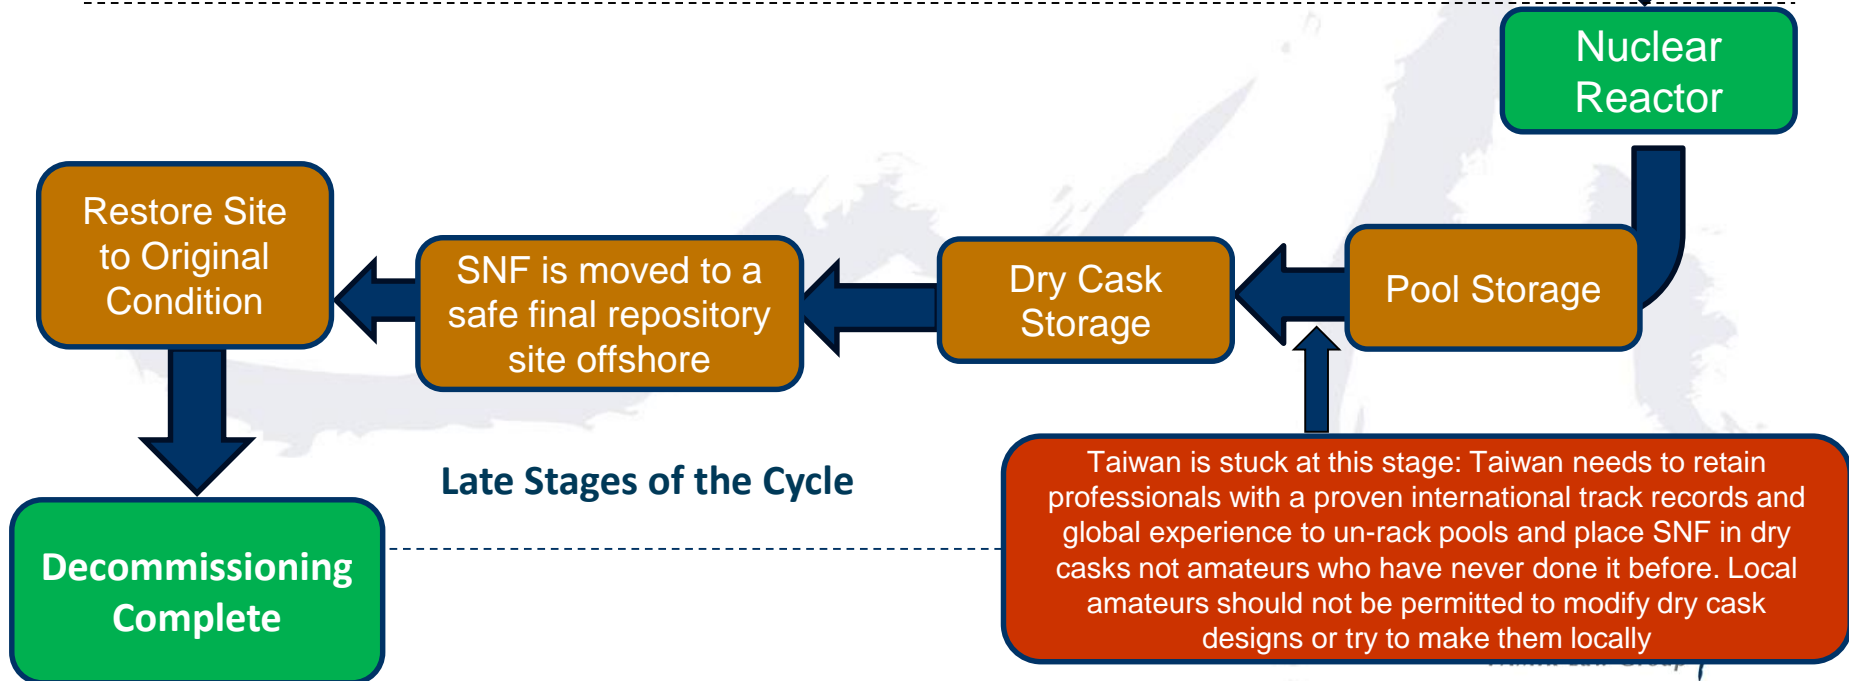 Nuclear
Reactor
Restore Site
to Original
Condition
SNF is moved to a
safe final repository
site offshore
Dry Cask
Storage
Pool Storage
Late Stages of the Cycle
Taiwan is stuck at this stage: Taiwan needs to retain
professionals with a proven international track records and
global experience to un-rack pools and place SNF in dry
casks not amateurs who have never done it before. Local
amateurs should not be permitted to modify dry cask
designs or try to make them locally
Decommissioning
Complete